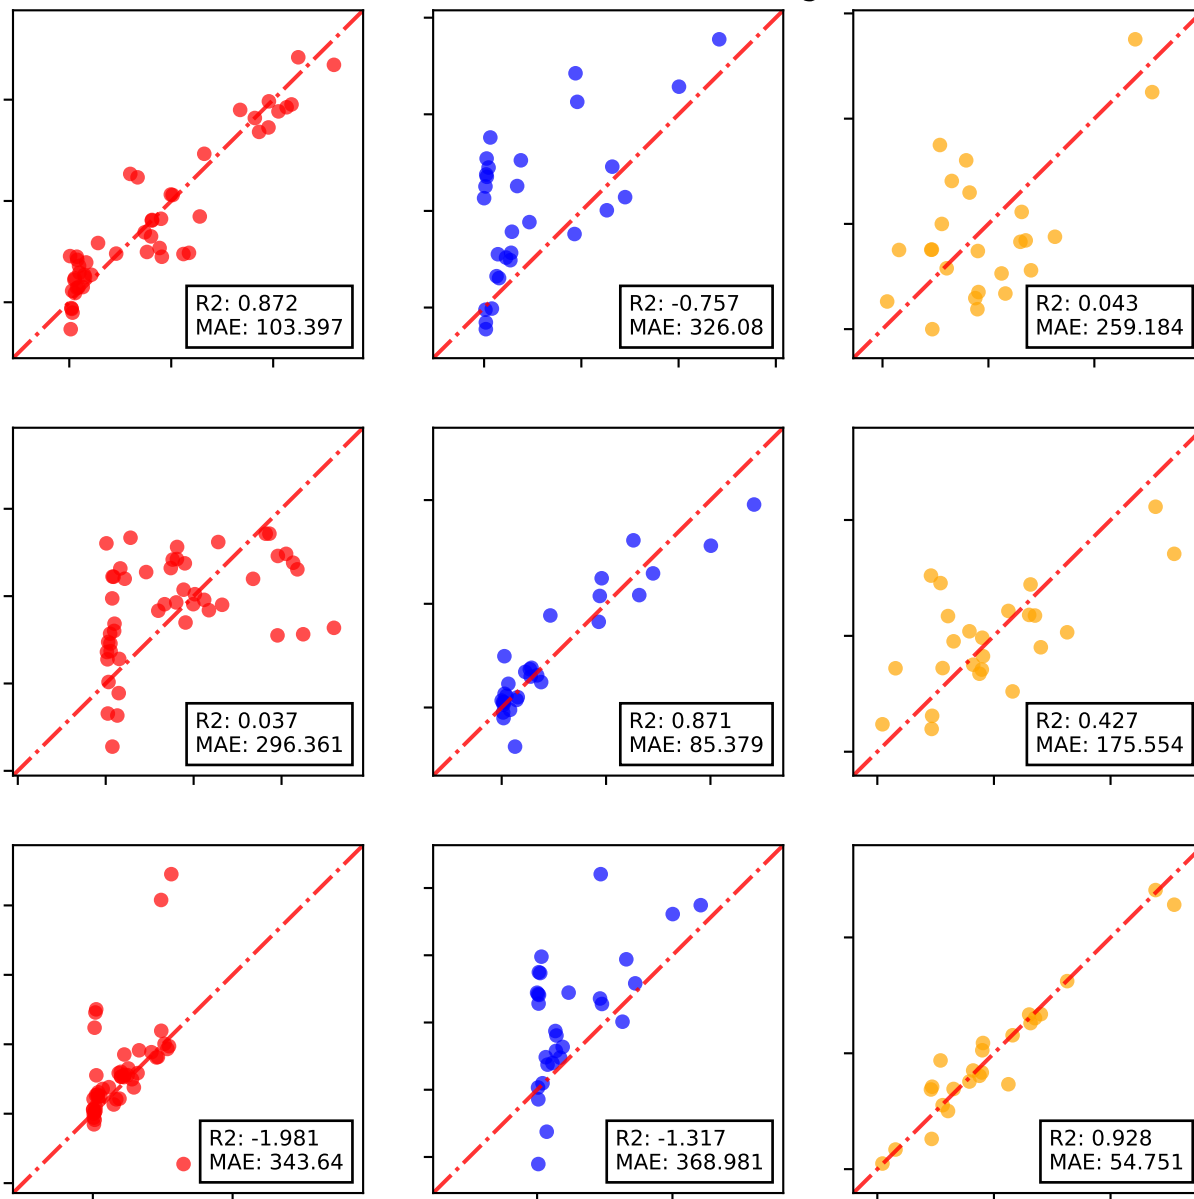 R2: 0.872
MAE: 103.397
R2: -0.757
MAE: 326.08
R2: 0.043
MAE: 259.184
R2: 0.037
MAE: 296.361
R2: 0.871
MAE: 85.379
R2: 0.427
MAE: 175.554
R2: -1.981
MAE: 343.64
R2: -1.317
MAE: 368.981
R2: 0.928
MAE: 54.751